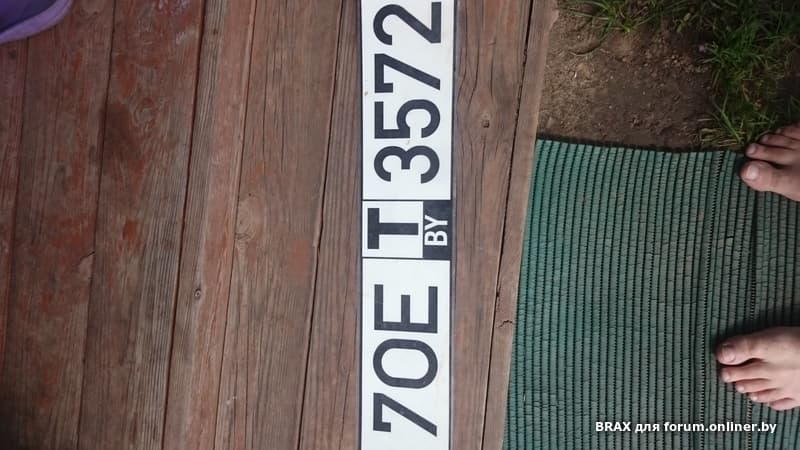 7OE T BY 3572
BRAX для forum.onliner.by